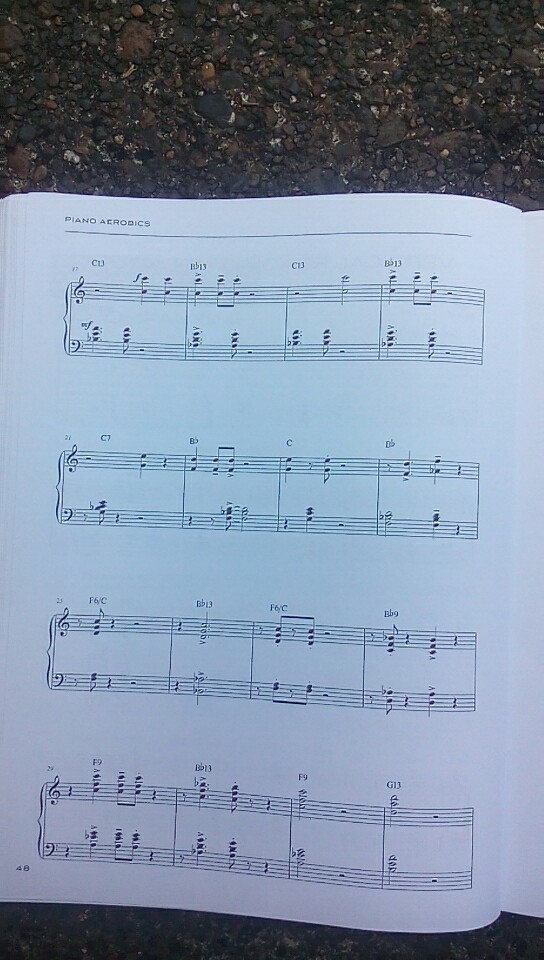 PIANO AEROBICS
17 C13 B♭13 C13 B♭13
f
mf
21 C7 B♭ C B♭
25 F6/C B♭13 F6/C B♭9
29 F9 B♭13 F9 G13
48